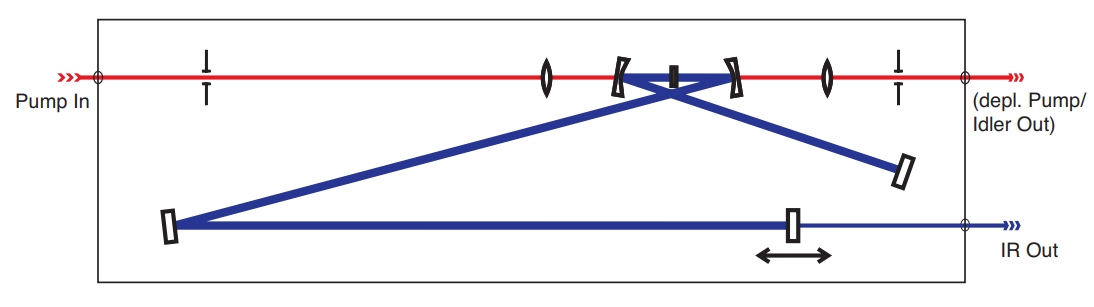 Pump In
(depl. Pump/
Idler Out)
IR Out